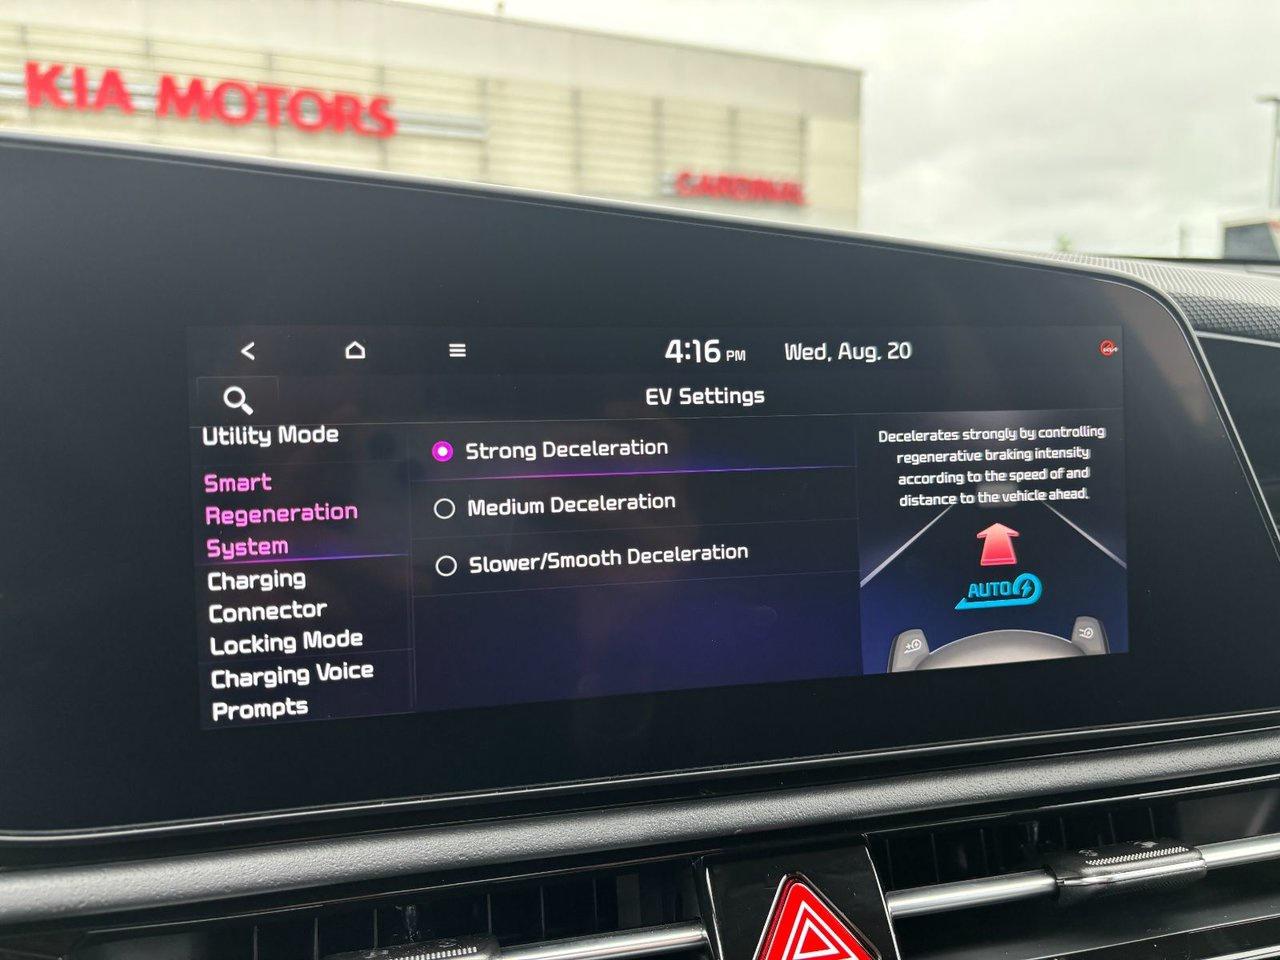 KIA MOTORS
CARDINAL
4:16 PM Wed, Aug. 20
EV Settings
Utility Mode
Smart
Regeneration
System
Charging
Connector
Locking Mode
Charging Voice
Prompts
Strong Deceleration
Medium Deceleration
Slower/Smooth Deceleration
Decelerates strongly by controlling
regenerative braking intensity
according to the speed of and
distance to the vehicle ahead.
AUTO